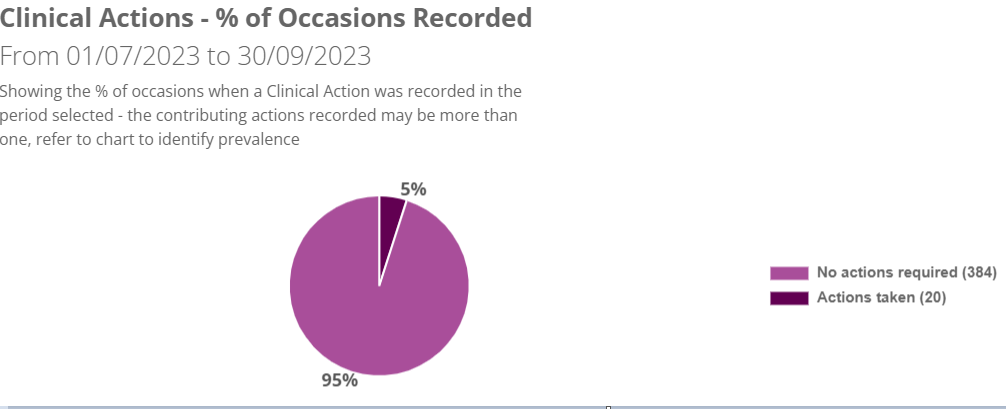 Clinical Actions - % of Occasions Recorded
From 01/07/2023 to 30/09/2023
Showing the % of occasions when a Clinical Action was recorded in the
period selected - the contributing actions recorded may be more than
one, refer to chart to identify prevalence
5%
No actions required (384)
Actions taken (20)
95%